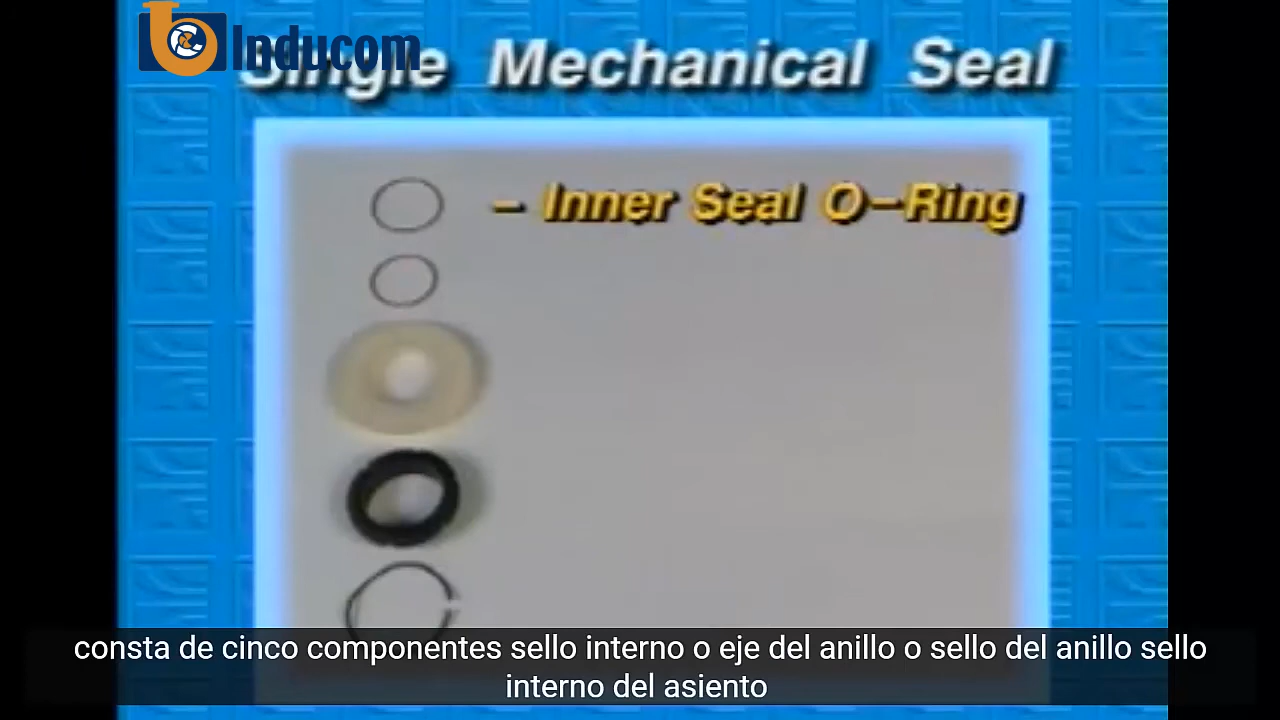 Inducom
Single Mechanical Seal
– Inner Seal O–Ring
consta de cinco componentes sello interno o eje del anillo o sello del anillo sello
interno del asiento